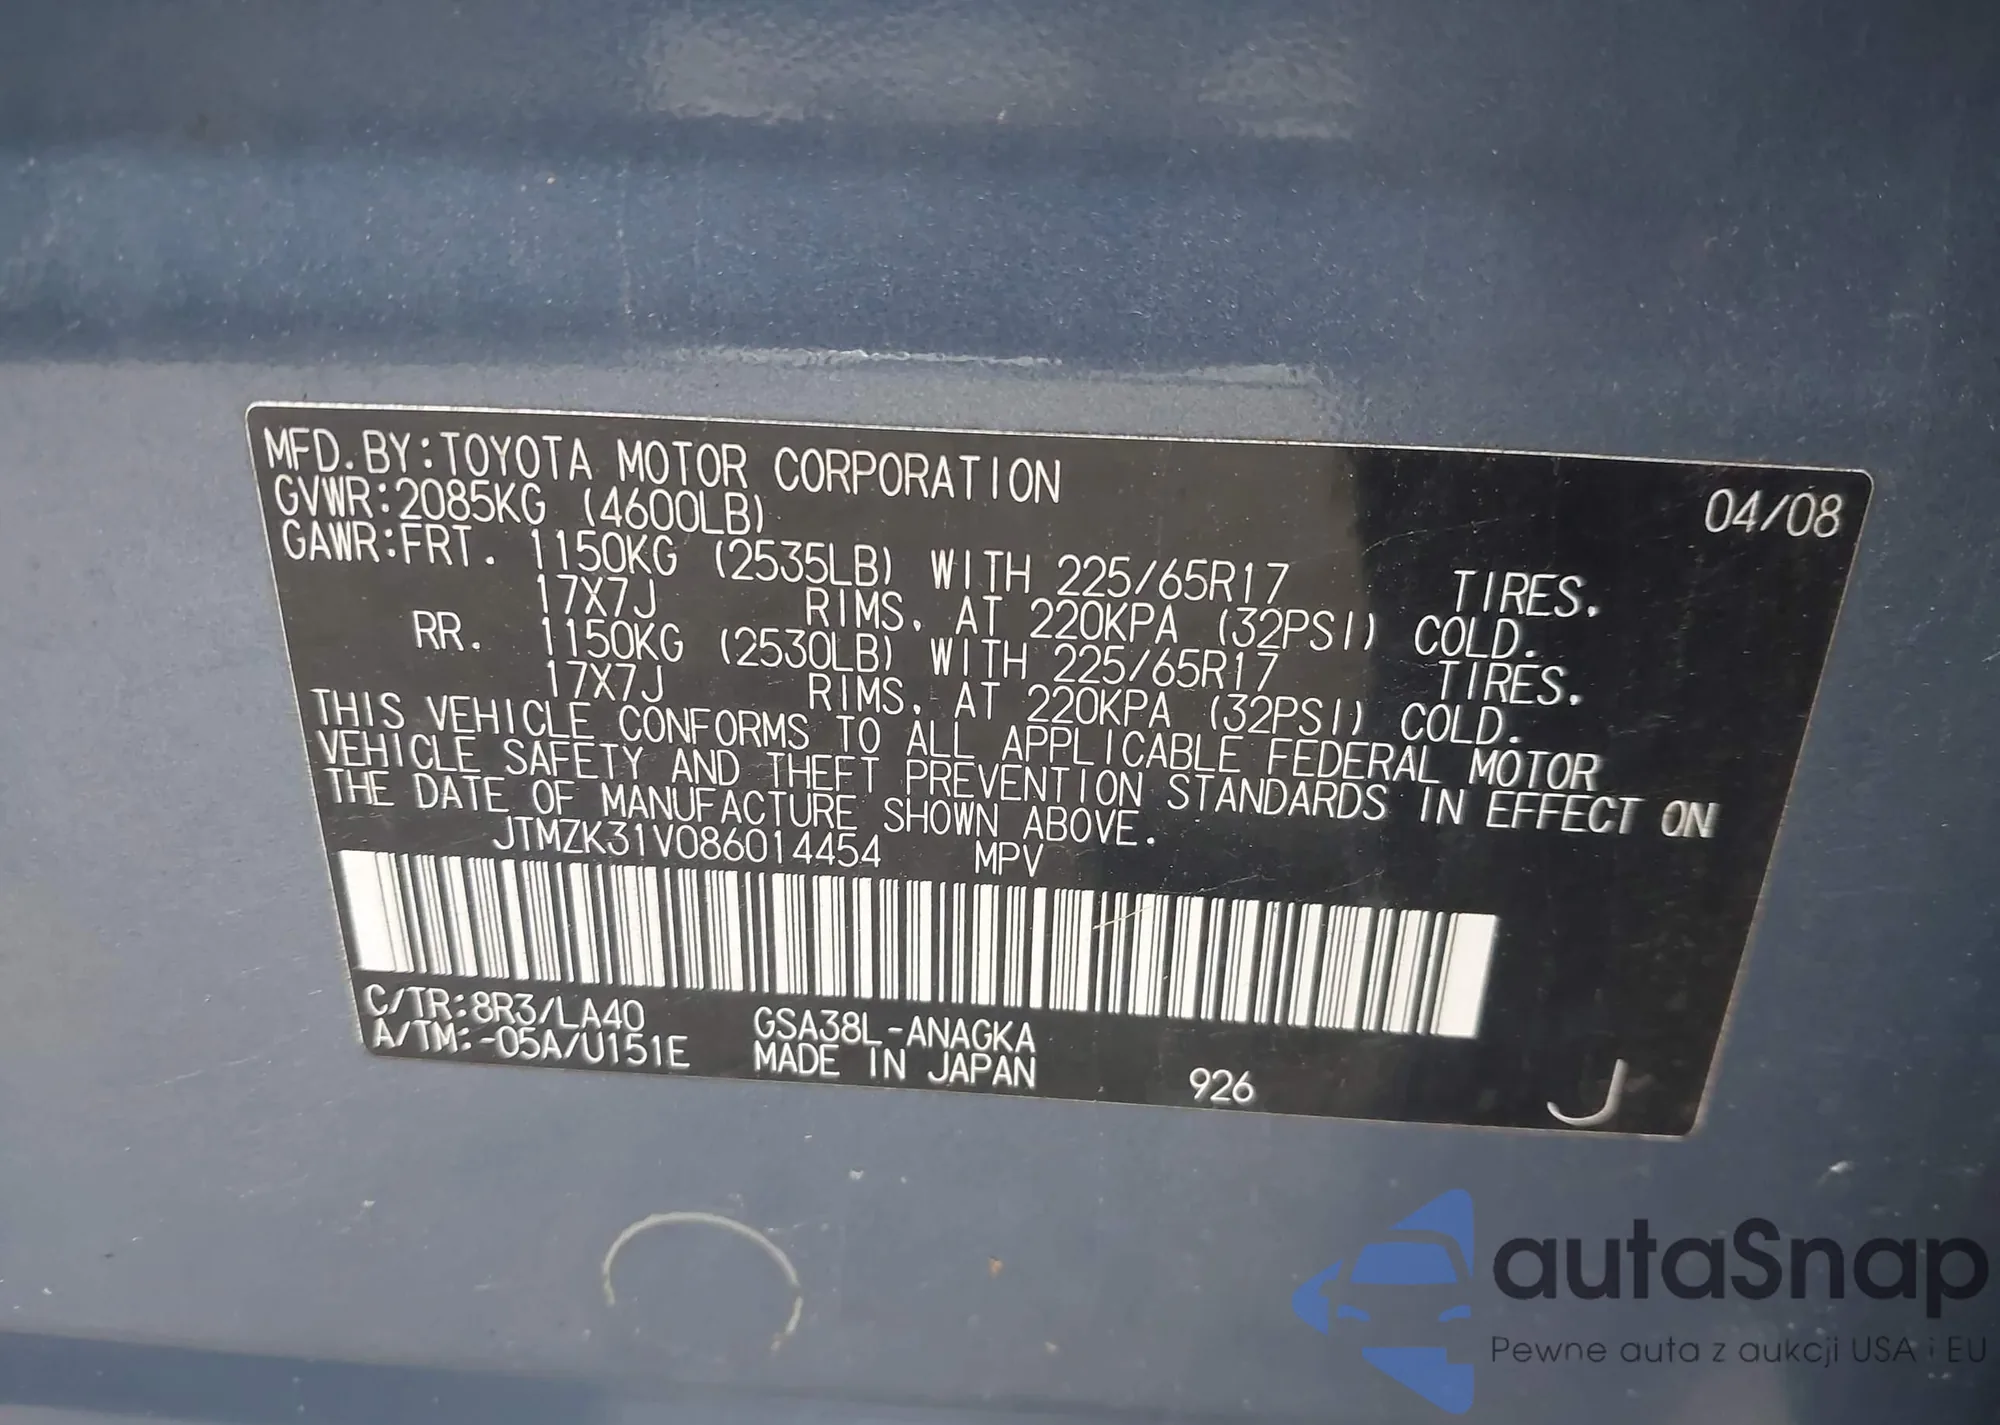 MFD.BY:TOYOTA MOTOR CORPORATION 04/08
GVWR:2085KG (4600LB)
GAWR:FRT. 1150KG (2535LB) WITH 225/65R17 TIRES.
17X7J RIMS, AT 220KPA (32PSI) COLD.
RR. 1150KG (2530LB) WITH 225/65R17 TIRES.
17X7J RIMS, AT 220KPA (32PSI) COLD.
THIS VEHICLE CONFORMS TO ALL APPLICABLE FEDERAL MOTOR
VEHICLE SAFETY AND THEFT PREVENTION STANDARDS IN EFFECT ON
THE DATE OF MANUFACTURE SHOWN ABOVE.
JTMZK31V086014454 MPV
C/TR:8R3/LA40 GSA38L-ANAGKA
A/TM:-05A/U151E MADE IN JAPAN 926 J
autaSnap
Pewne auta z aukcji USA i EU